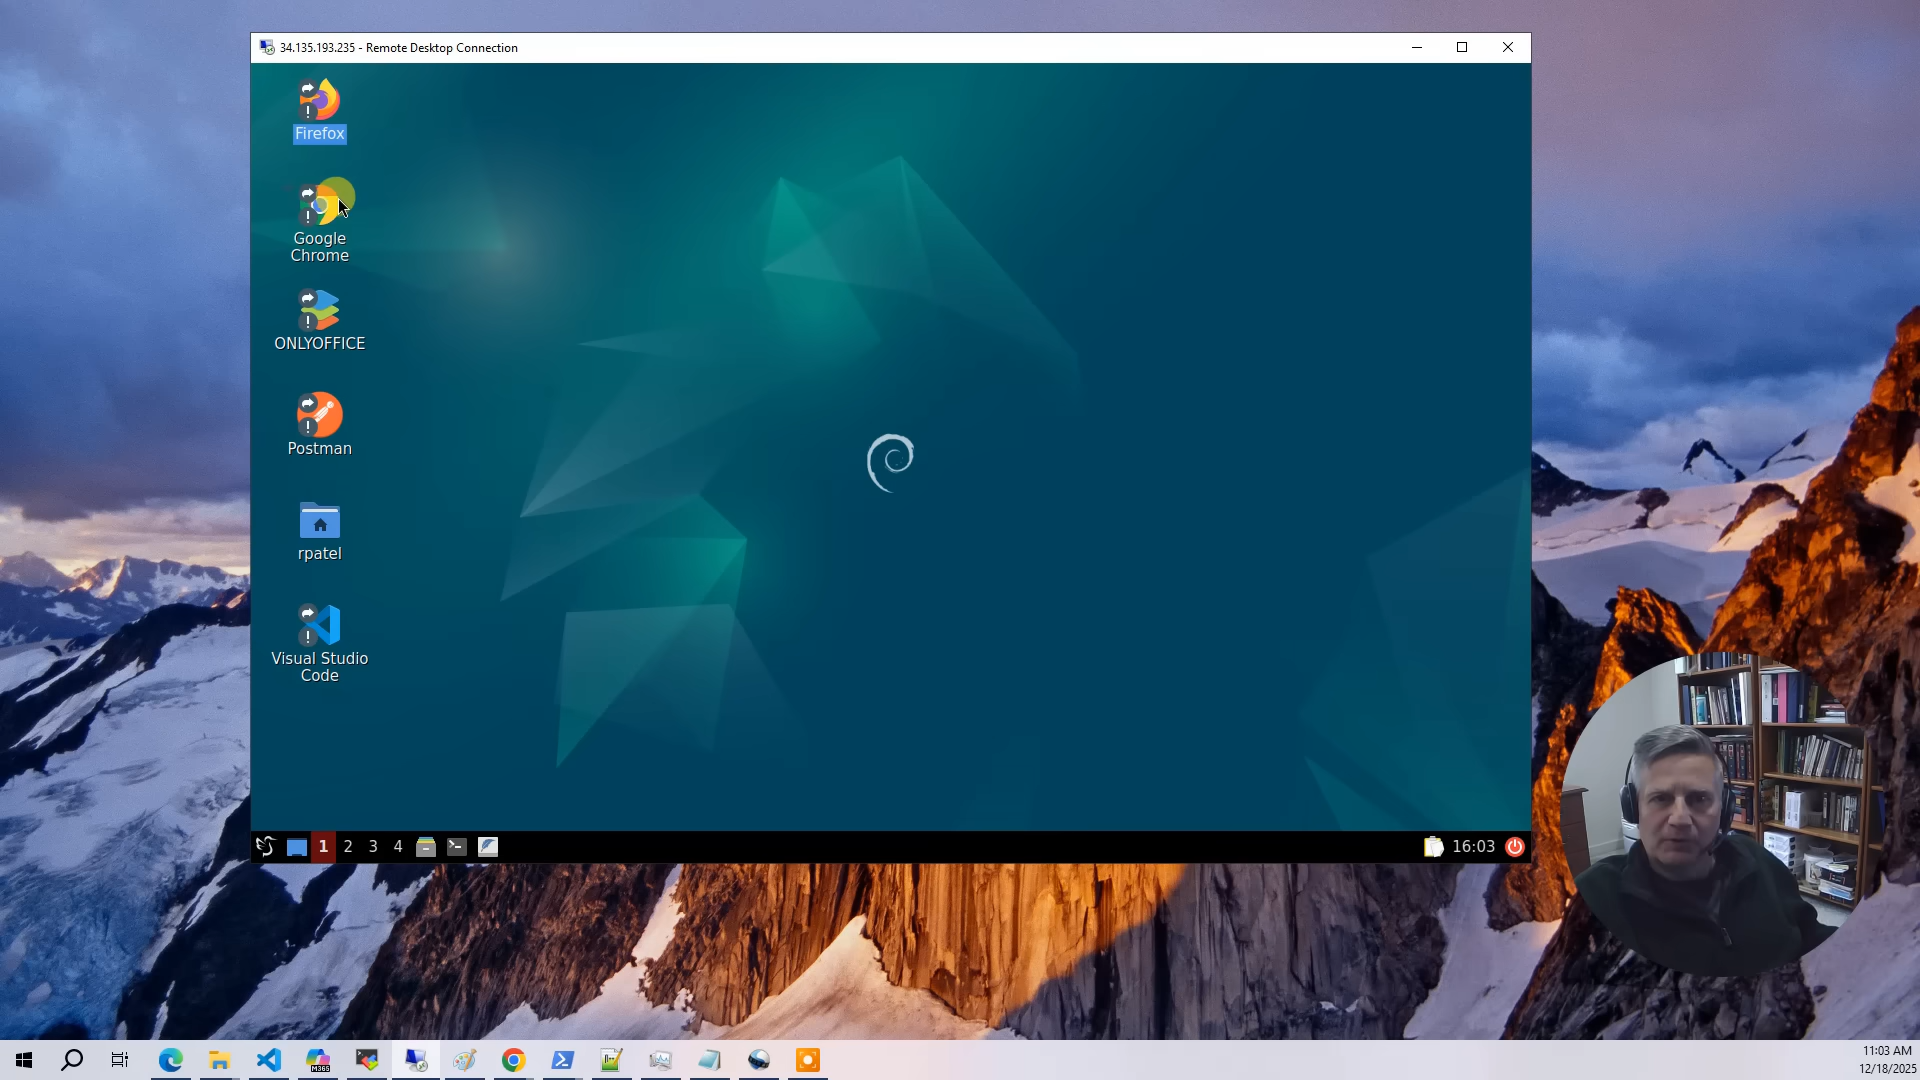 34.135.193.235 - Remote Desktop Connection
Firefox
Google
Chrome
ONLYOFFICE
Postman
rpatel
Visual Studio
Code
1 2 3 4
16:03
M365
11:03 AM
12/18/2025